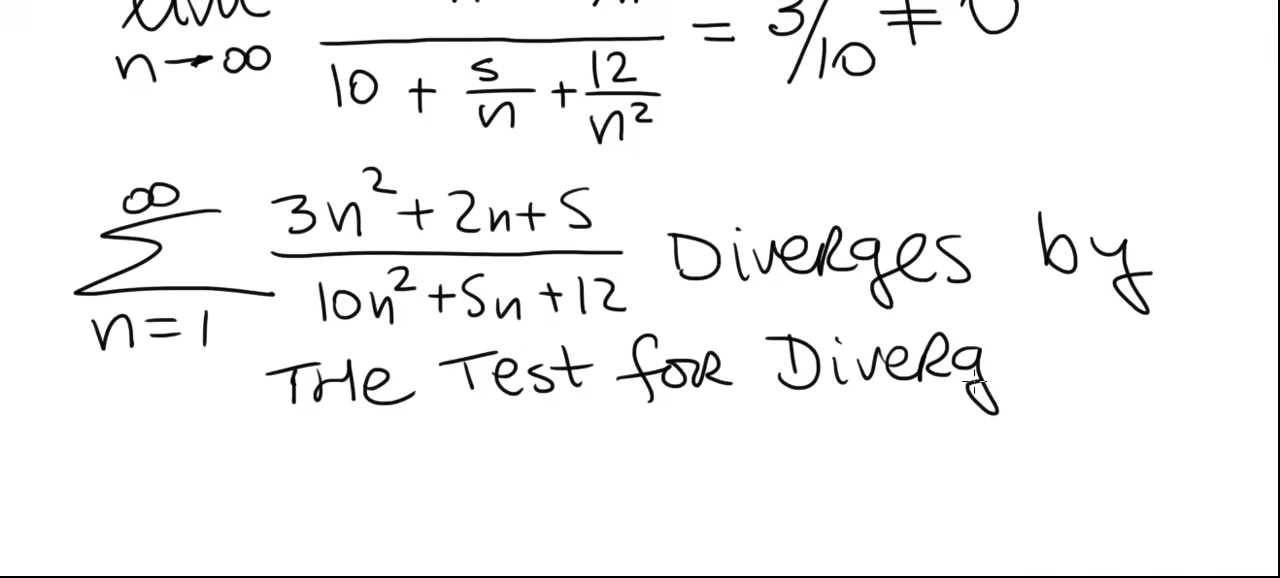 lim n→∞ / 10 + 5/n + 12/n² = 3/10 ≠ 0
∞ ∑ n=1 3n²+2n+5 / 10n²+5n+12 Diverges by
THe Test foR DiveRg